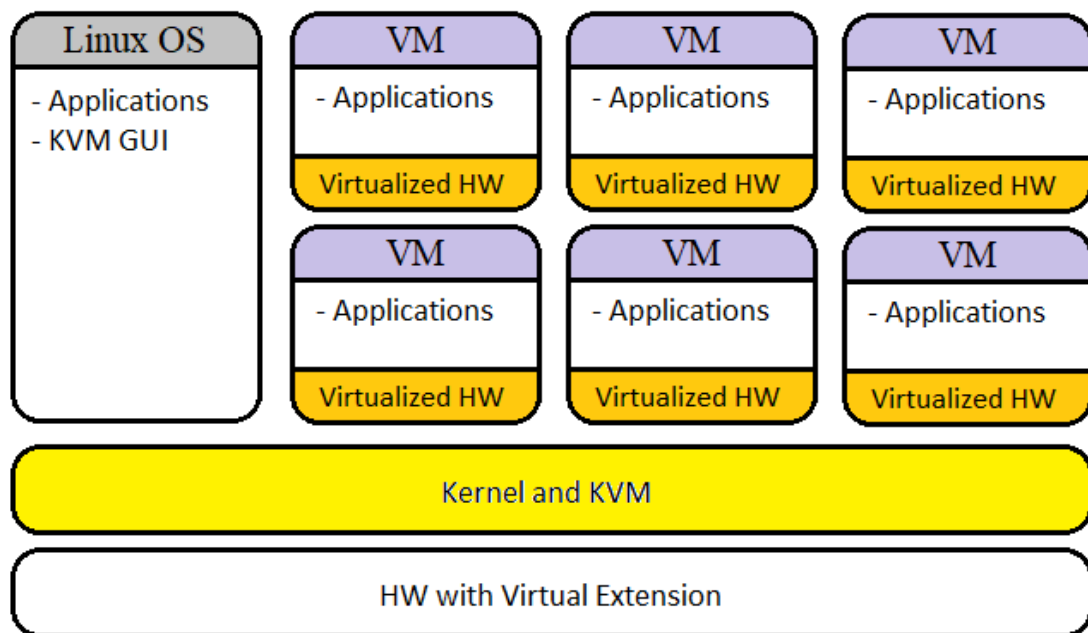 Linux OS
- Applications
- KVM GUI
VM
- Applications
Virtualized HW
VM
- Applications
Virtualized HW
VM
- Applications
Virtualized HW
VM
- Applications
Virtualized HW
VM
- Applications
Virtualized HW
VM
- Applications
Virtualized HW
Kernel and KVM
HW with Virtual Extension